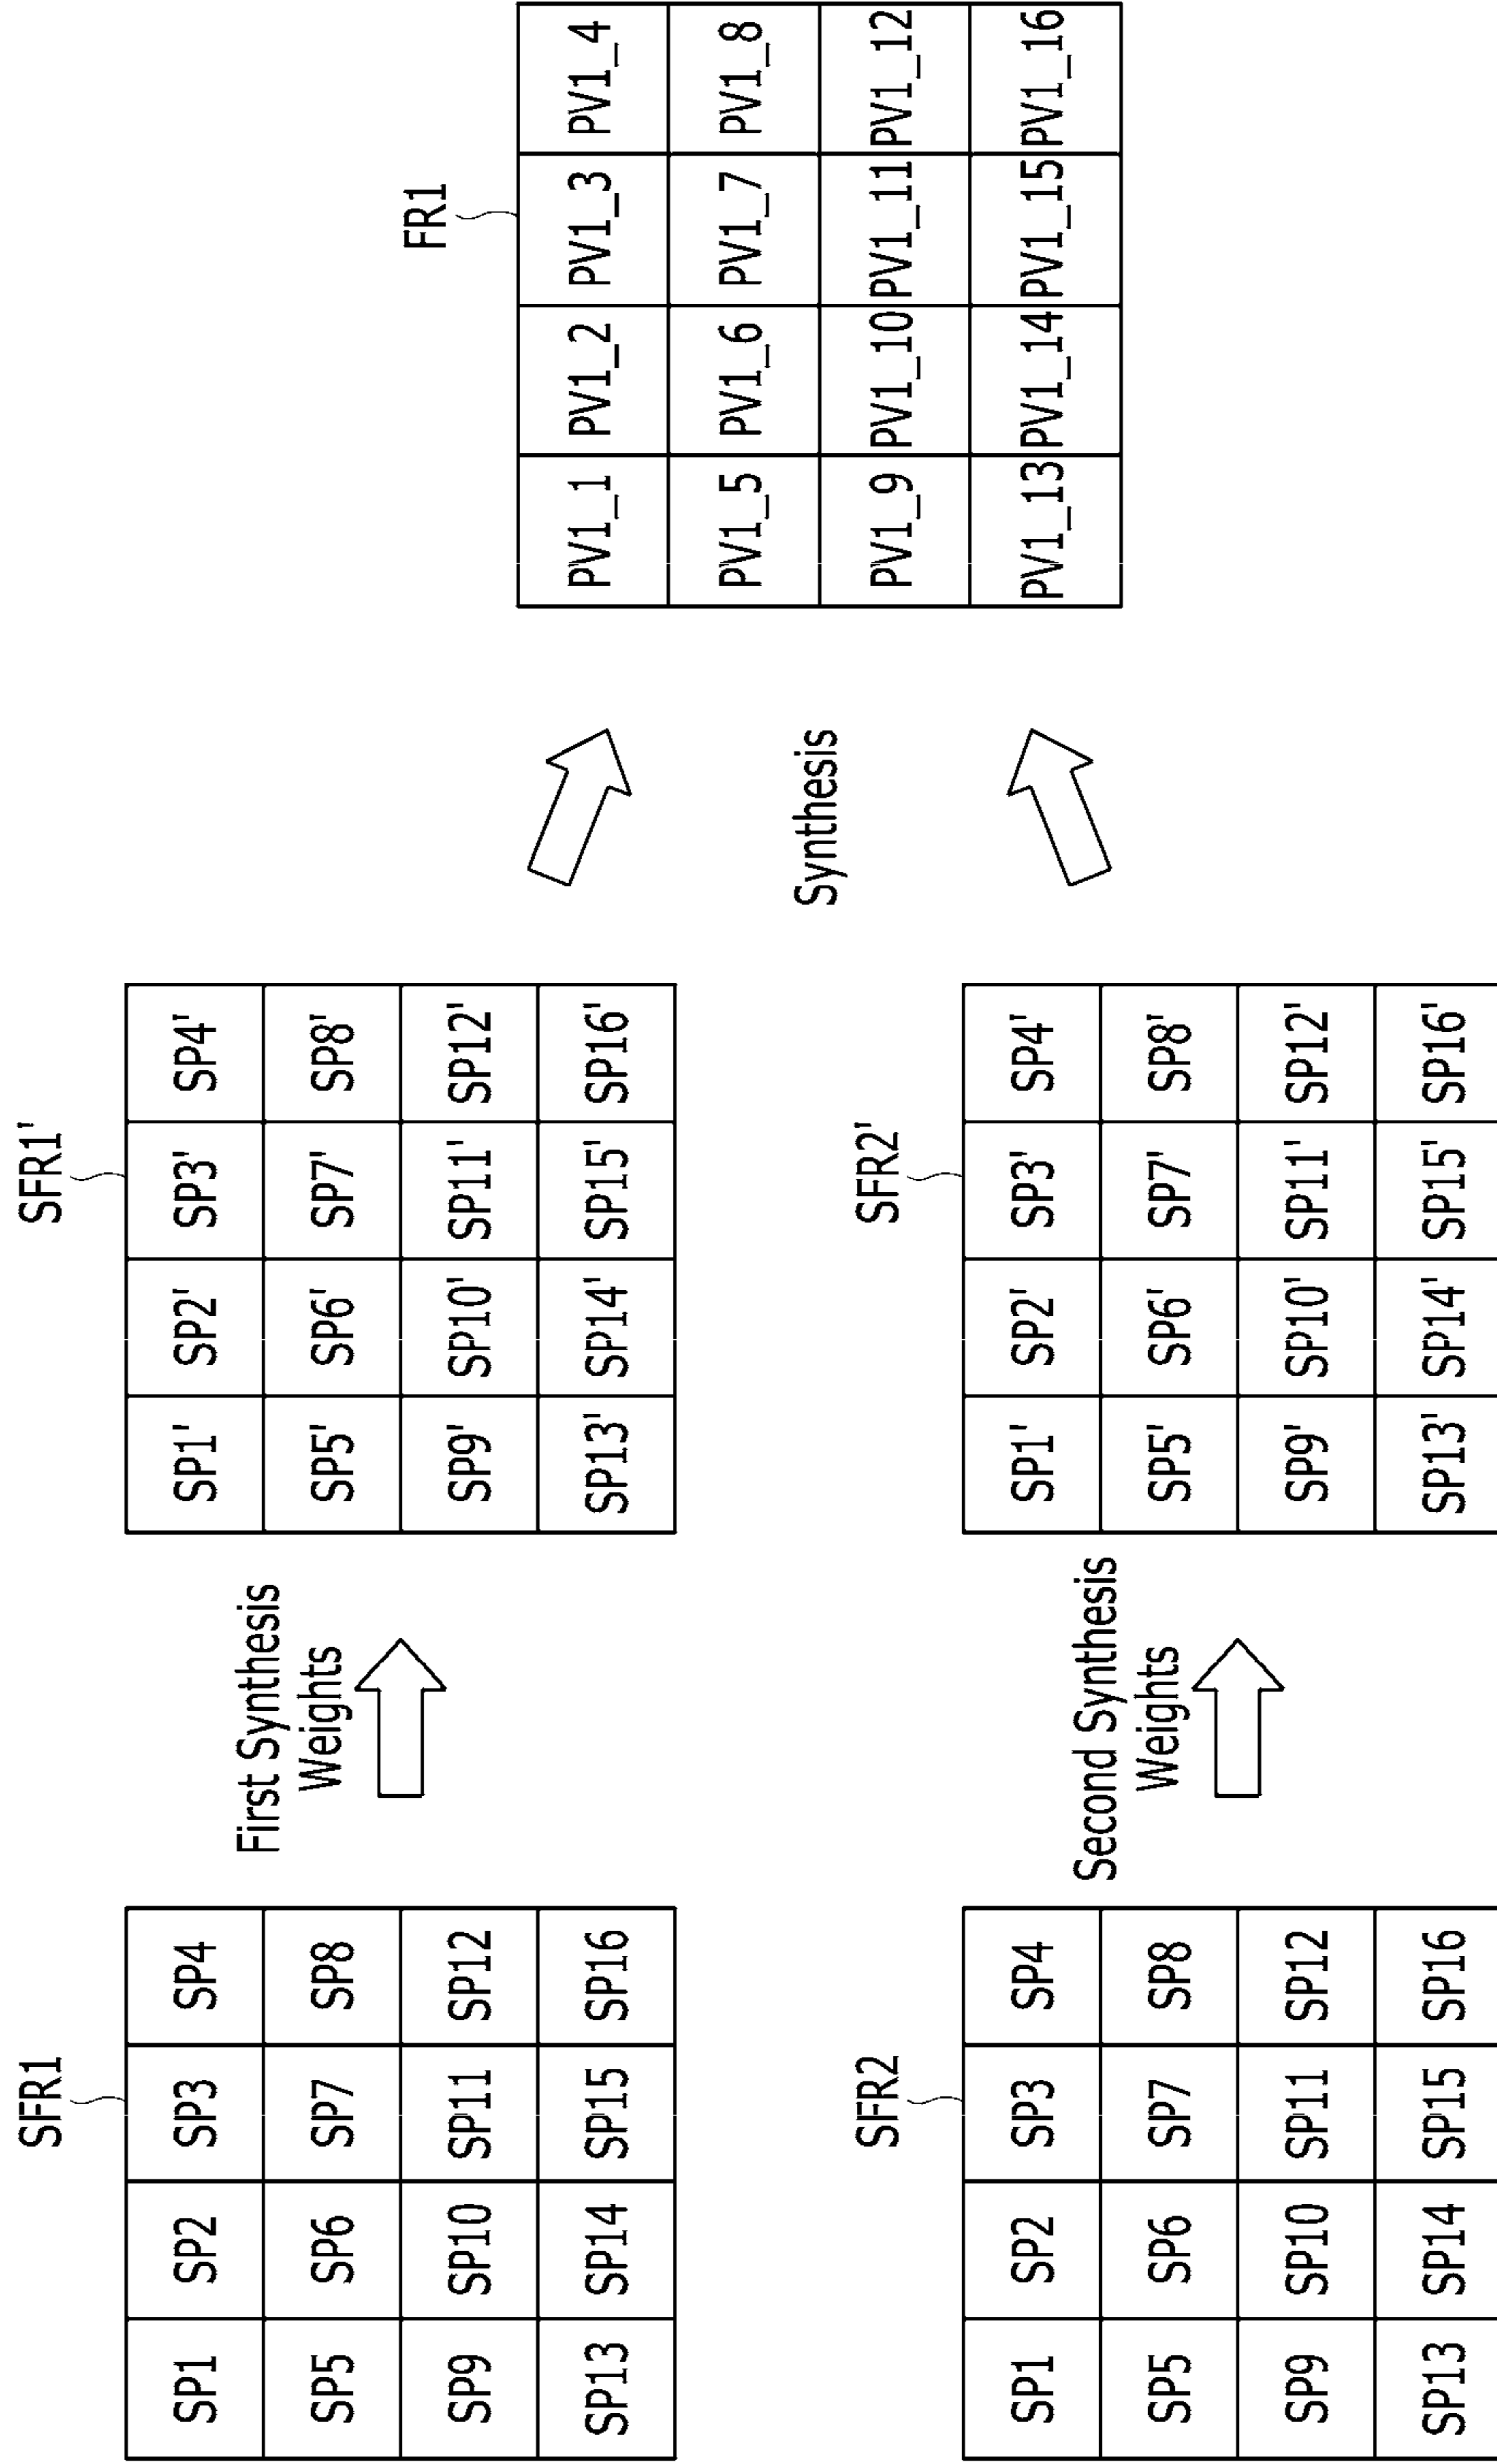 SFR1
SP1 SP2 SP3 SP4
SP5 SP6 SP7 SP8
SP9 SP10 SP11 SP12
SP13 SP14 SP15 SP16
First Synthesis
Weights
SFR1'
SP1' SP2' SP3' SP4'
SP5' SP6' SP7' SP8'
SP9' SP10' SP11' SP12'
SP13' SP14' SP15' SP16'
SFR2
SP1 SP2 SP3 SP4
SP5 SP6 SP7 SP8
SP9 SP10 SP11 SP12
SP13 SP14 SP15 SP16
Second Synthesis
Weights
SFR2'
SP1' SP2' SP3' SP4'
SP5' SP6' SP7' SP8'
SP9' SP10' SP11' SP12'
SP13' SP14' SP15' SP16'
Synthesis
FR1
PV1_1 PV1_2 PV1_3 PV1_4
PV1_5 PV1_6 PV1_7 PV1_8
PV1_9 PV1_10 PV1_11 PV1_12
PV1_13 PV1_14 PV1_15 PV1_16